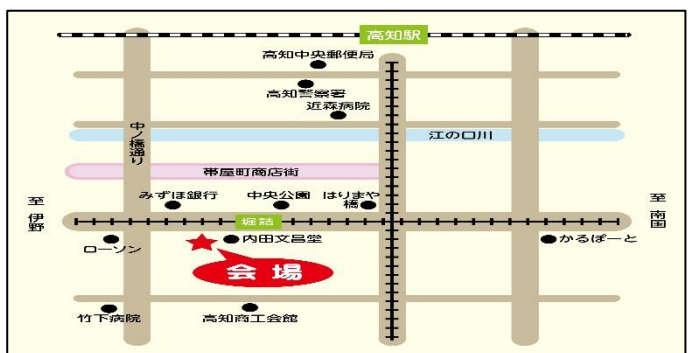 高知駅
高知中央郵便局
高知警察署
近森病院
中ノ橋通り
江の口川
帯屋町商店街
みずほ銀行
中央公園
はりまや
橋
至
伊野
至
南国
堀詰
ローソン
内田文昌堂
かるぽーと
会場
竹下病院
高知商工会館